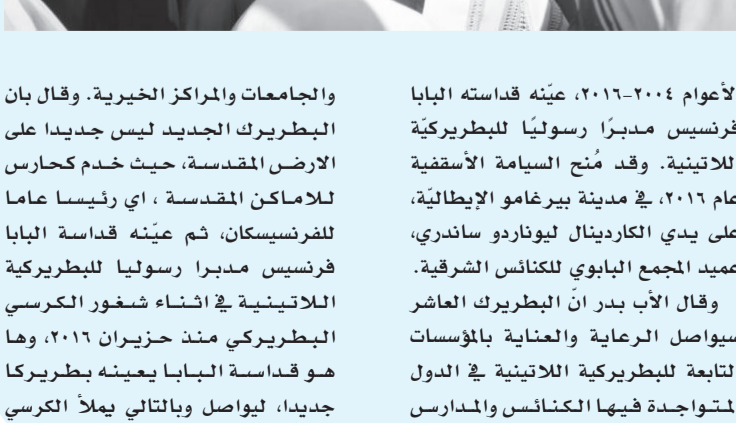 لأعوام ٢٠٠٤-٢٠١٦، عيّنه قداسته البابا
فرنسيس مدبرًا رسوليًا للبطريركيّة
اللاتينية. وقد مُنح السيامة الأسقفية
عام ٢٠١٦، في مدينة بيرغامو الإيطاليّة،
على يدي الكاردينال ليوناردو ساندري،
عميد المجمع البابوي للكنائس الشرقية.
وقال الأب بدر انّ البطريرك العاشر
سيواصل الرعاية والعناية بالمؤسسات
التابعة للبطريركية اللاتينية في الدول
لمتواجدة فيها الكنائس والمدارس
والجامعات والمراكز الخيرية. وقال بان
البطريرك الجديد ليس جديدا على
الارض المقدسة، حيث خدم كحارس
للاماكن المقدسة ، اي رئيسا عاما
للفرنسيسكان، ثم عيّنه قداسة البابا
فرنسيس مدبرا رسوليا للبطريركية
اللاتينية في اثناء شغور الكرسي
البطريركي منذ حزيران ٢٠١٦، وها
هو قداسة البابا يعينه بطريركا
جديدا، ليواصل وبالتالي يملأ الكرسي